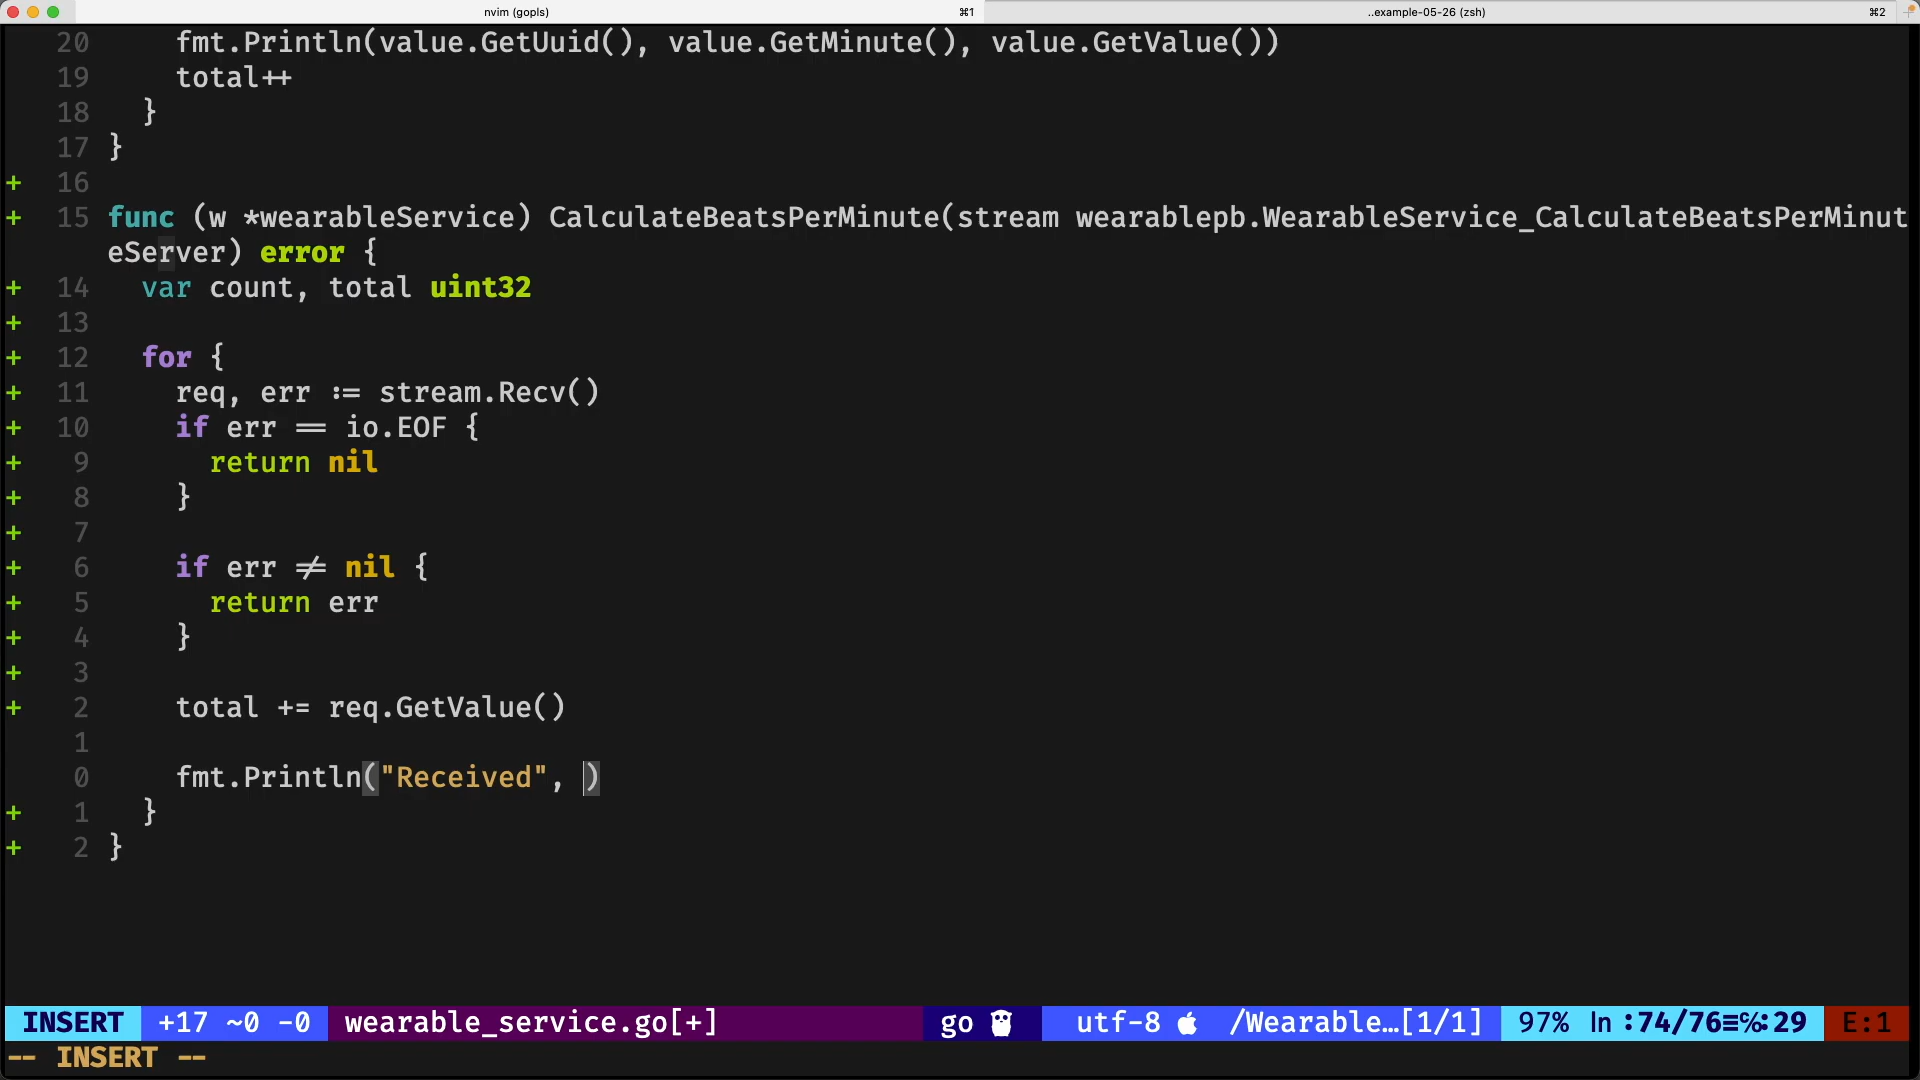 nvim (gopls) ⌘1 ..example-05-26 (zsh) ⌘2
20 fmt.Println(value.GetUuid(), value.GetMinute(), value.GetValue())
19 total++
18 }
17 }
+ 16
+ 15 func (w *wearableService) CalculateBeatsPerMinute(stream wearablepb.WearableService_CalculateBeatsPerMinut
eServer) error {
+ 14 var count, total uint32
+ 13
+ 12 for {
+ 11 req, err := stream.Recv()
+ 10 if err == io.EOF {
+ 9 return nil
+ 8 }
+ 7
+ 6 if err != nil {
+ 5 return err
+ 4 }
+ 3
+ 2 total += req.GetValue()
1
0 fmt.Println("Received", )
+ 1 }
+ 2 }
INSERT +17 ~0 -0 wearable_service.go[+] go utf-8 /Wearable…[1/1] 97% ln :74/76≡℅:29 E:1
-- INSERT --